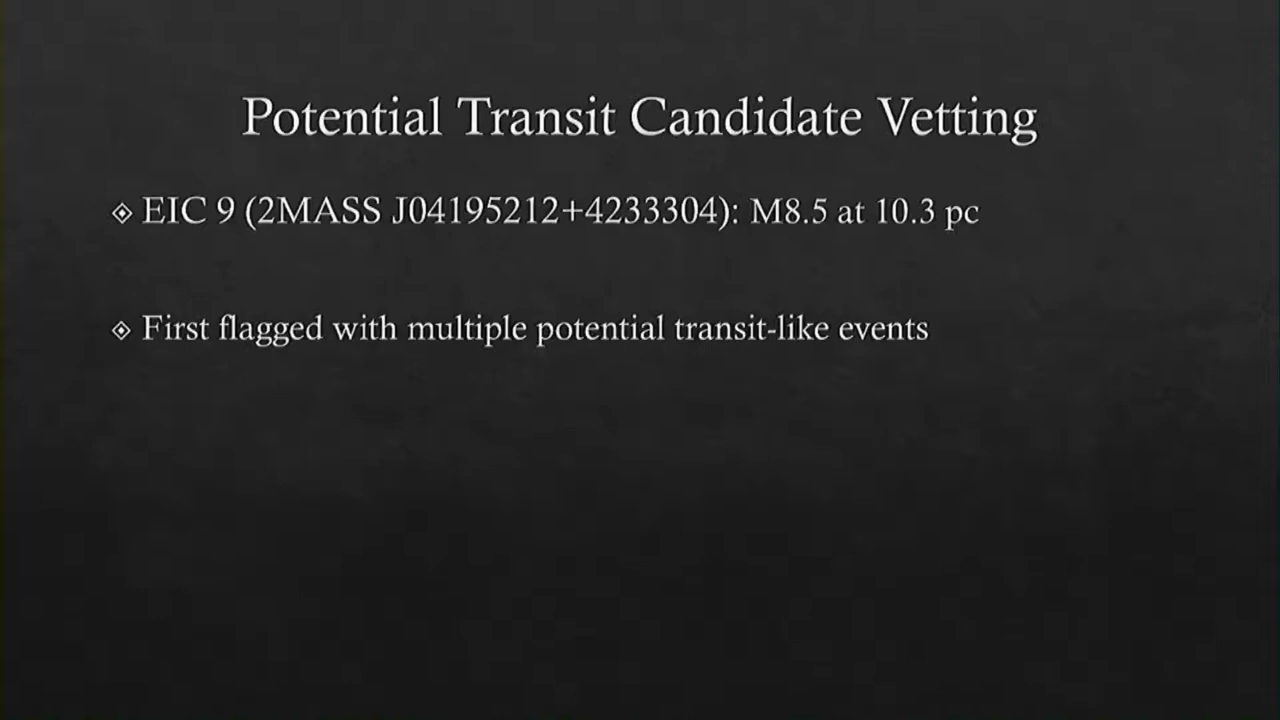 Potential Transit Candidate Vetting
EIC 9 (2MASS J04195212+4233304): M8.5 at 10.3 pc
First flagged with multiple potential transit-like events